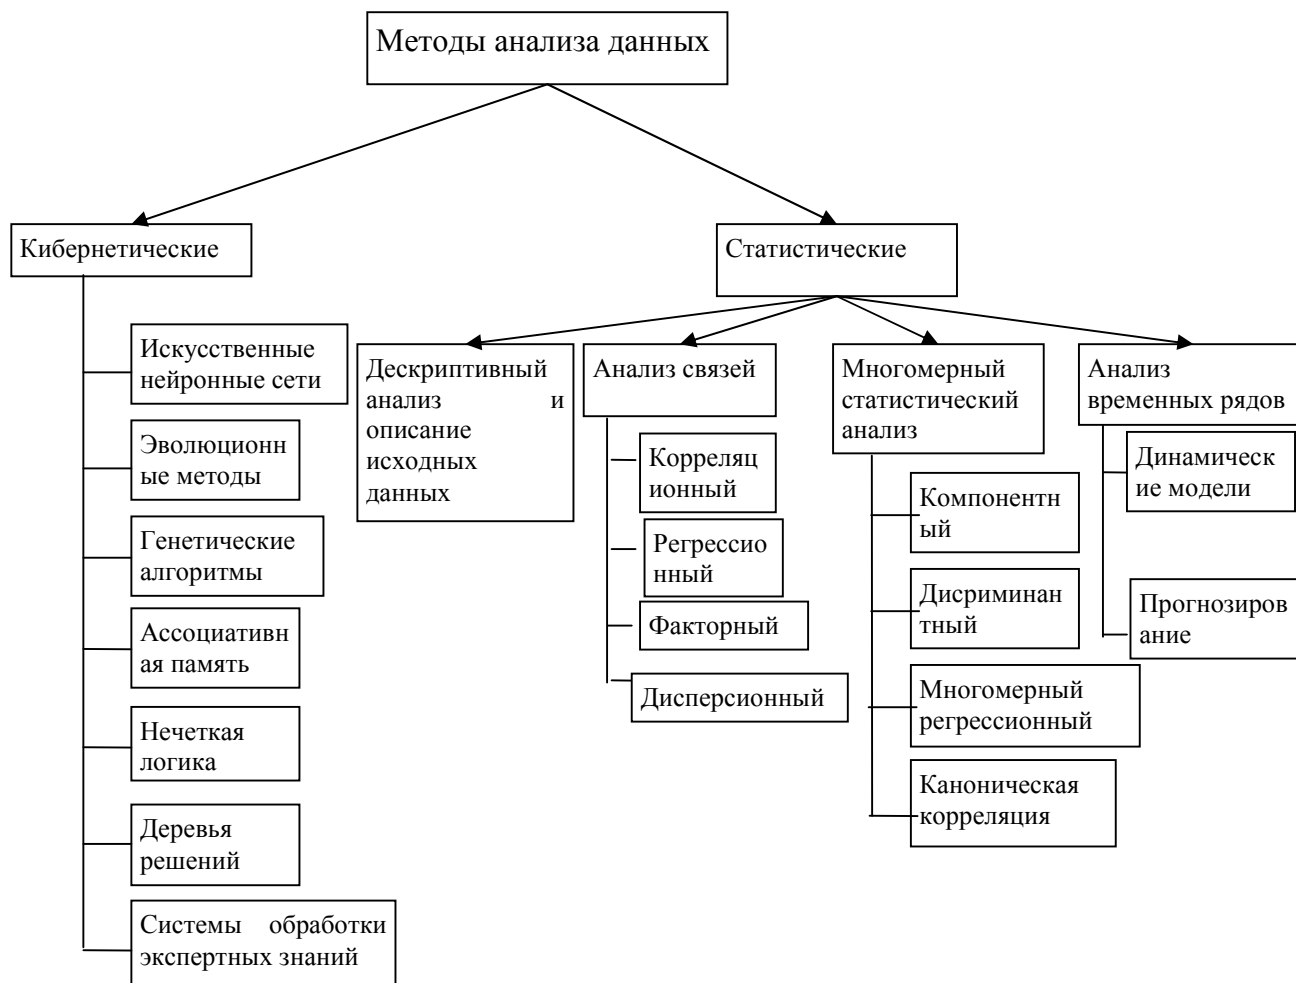 Методы анализа данных
Кибернетические
Статистические
Искусственные
нейронные сети
Эволюционн
ые методы
Генетические
алгоритмы
Ассоциативн
ая память
Нечеткая
логика
Деревья
решений
Системы обработки
экспертных знаний
Дескриптивный
анализ и
описание
исходных
данных
Анализ связей
Корреляц
ионный
Регрессио
нный
Факторный
Дисперсионный
Многомерный
статистический
анализ
Компонентн
ый
Дисриминан
тный
Многомерный
регрессионный
Каноническая
корреляция
Анализ
временных рядов
Динамическ
ие модели
Прогнозиров
ание